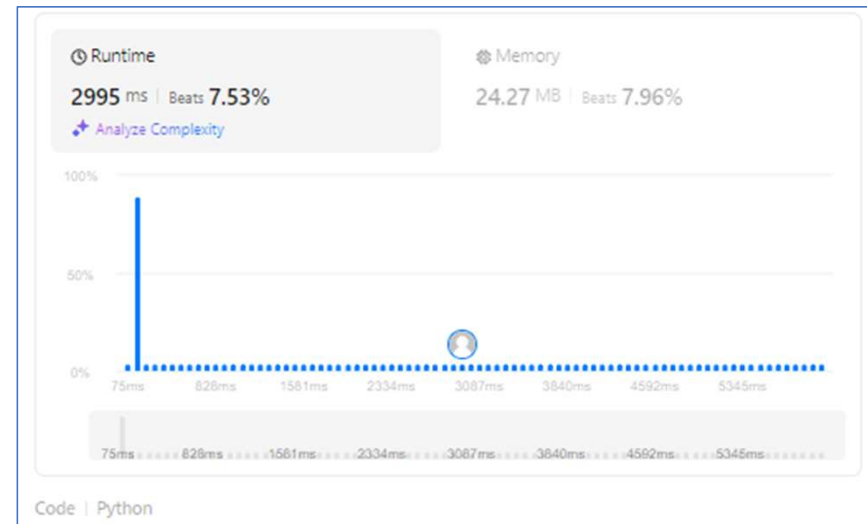 Runtime
2995 ms | Beats 7.53%
Analyze Complexity
Memory
24.27 MB | Beats 7.96%
100%
50%
0%
75ms 828ms 1581ms 2334ms 3087ms 3840ms 4592ms 5345ms
75ms 828ms 1581ms 2334ms 3087ms 3840ms 4592ms 5345ms
Code | Python